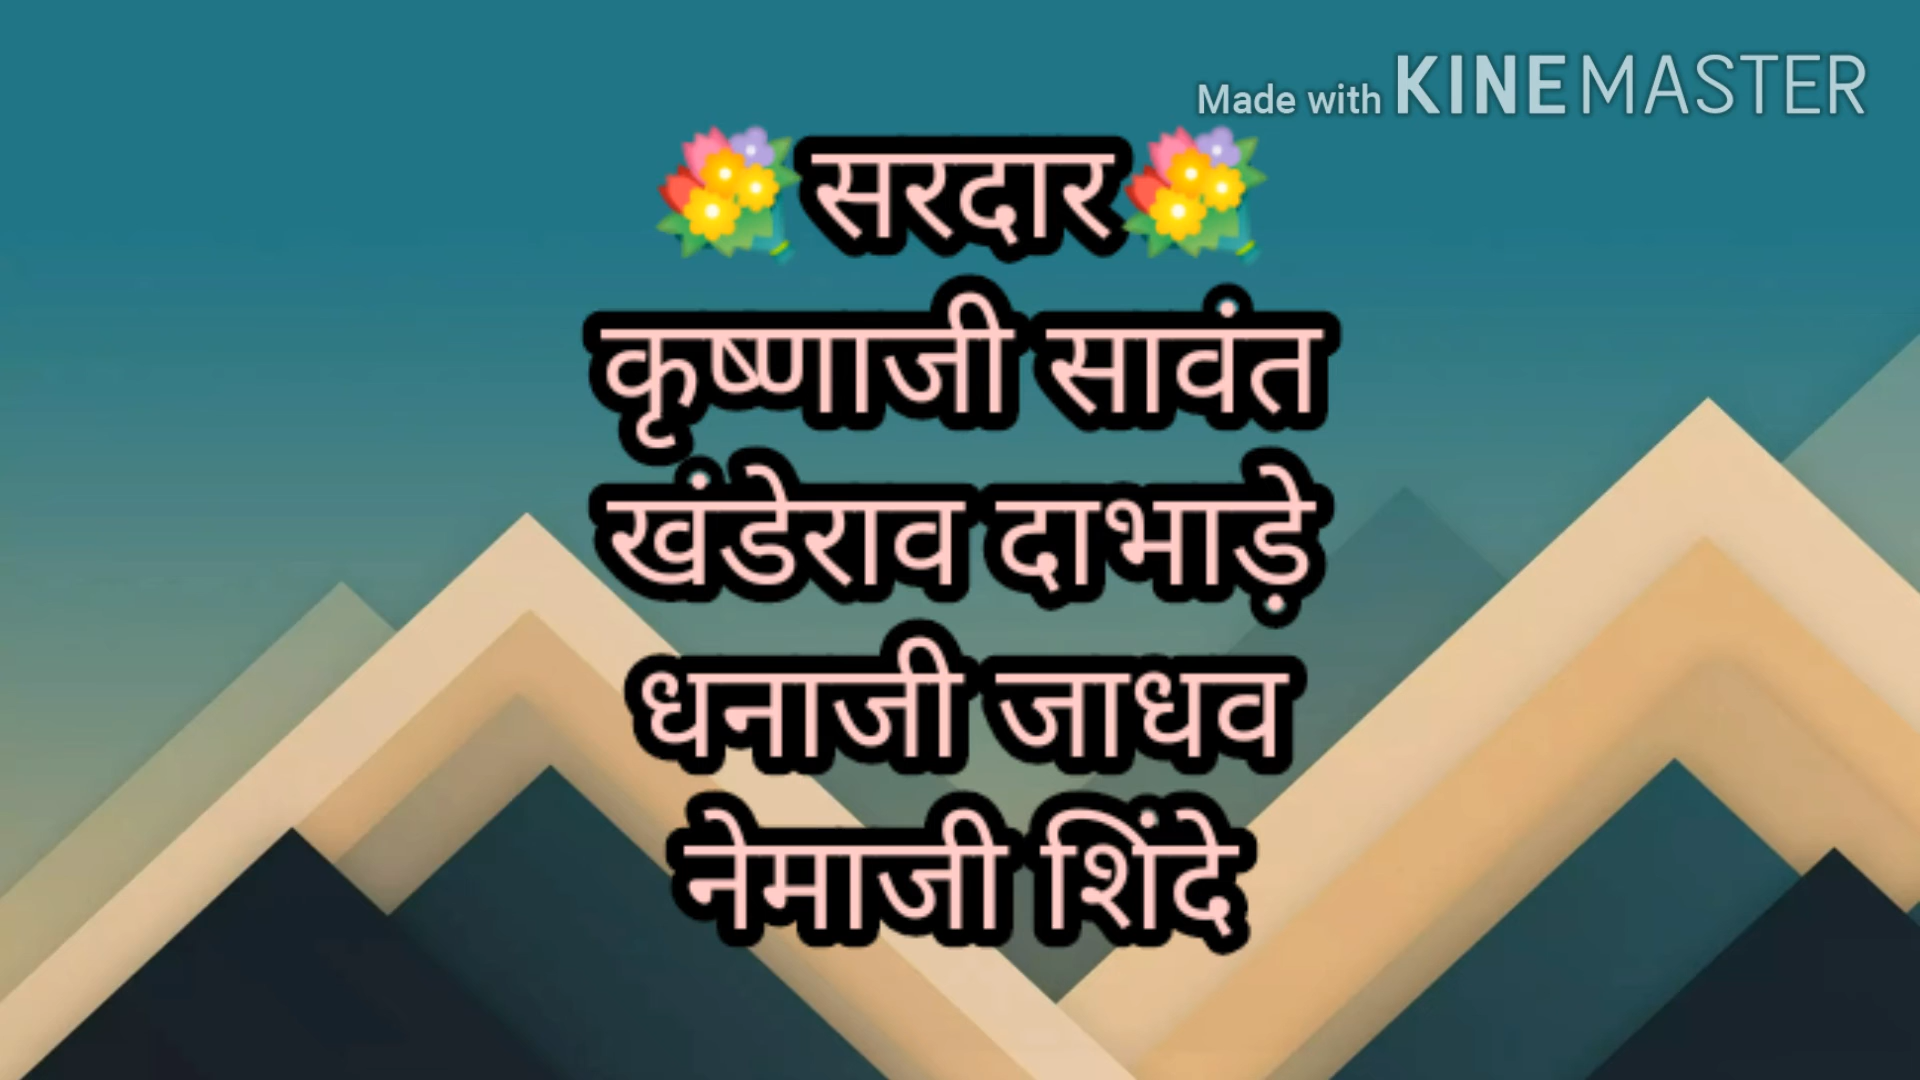 Made with KINEMASTER
💐सरदार💐
कृष्णाजी सावंत
खंडेराव दाभाड़े
धनाजी जाधव
नेमाजी शिंदे